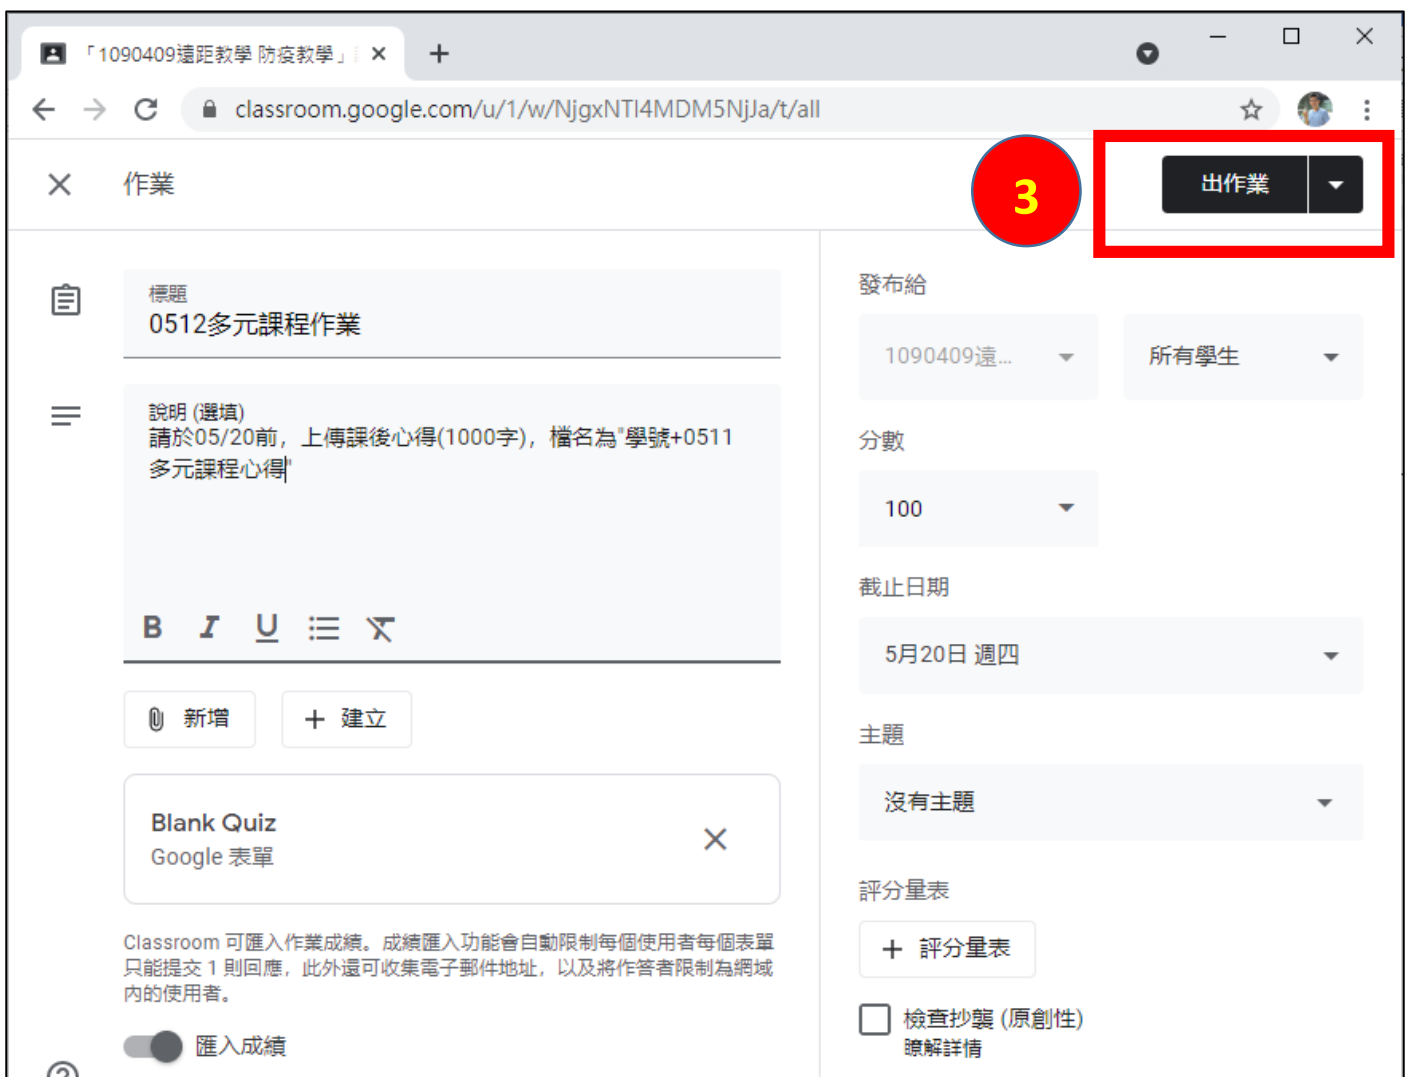 「1090409遠距教學 防疫教學」
classroom.google.com/u/1/w/NjgxNTI4MDM5NjJa/t/all
作業
3
出作業
標題
0512多元課程作業
說明 (選填)
請於05/20前，上傳課後心得(1000字)，檔名為"學號+0511
多元課程心得"
B I U
新增
建立
Blank Quiz
Google 表單
Classroom 可匯入作業成績。成績匯入功能會自動限制每個使用者每個表單
只能提交 1 則回應，此外還可收集電子郵件地址，以及將作答者限制為網域
內的使用者。
匯入成績
發布給
1090409遠...
所有學生
分數
100
截止日期
5月20日 週四
主題
沒有主題
評分量表
評分量表
檢查抄襲 (原創性)
瞭解詳情